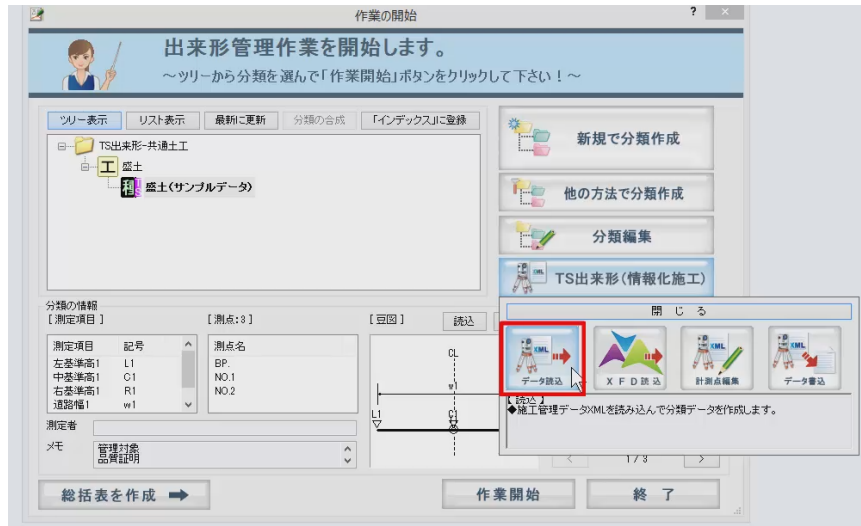 作業の開始
? ×
出来形管理作業を開始します。
～ツリーから分類を選んで「作業開始」ボタンをクリックして下さい！～
ツリー表示 リスト表示 最新に更新 分類の合成 「インデックス」に登録
TS出来形-共通土工
工 盛土
盛土(サンプルデータ)
新規で分類作成
他の方法で分類作成
分類編集
XML TS出来形(情報化施工)
分類の情報
[ 測定項目 ] [ 測点:3 ] [ 豆図 ] 読込
測定項目 記号
左基準高1 L1
中基準高1 C1
右基準高1 R1
道路幅1 w1
測点名
BP.
NO.1
NO.2
CL
w1
L1 C1
測定者
メモ 管理対象
品質証明
閉じる
XML データ読込
XFD読込
XML 計測点編集
XML データ書込
【 読込 】
◆施工管理データXMLを読み込んで分類データを作成します。
< 1/3 >
総括表を作成
作業開始
終 了